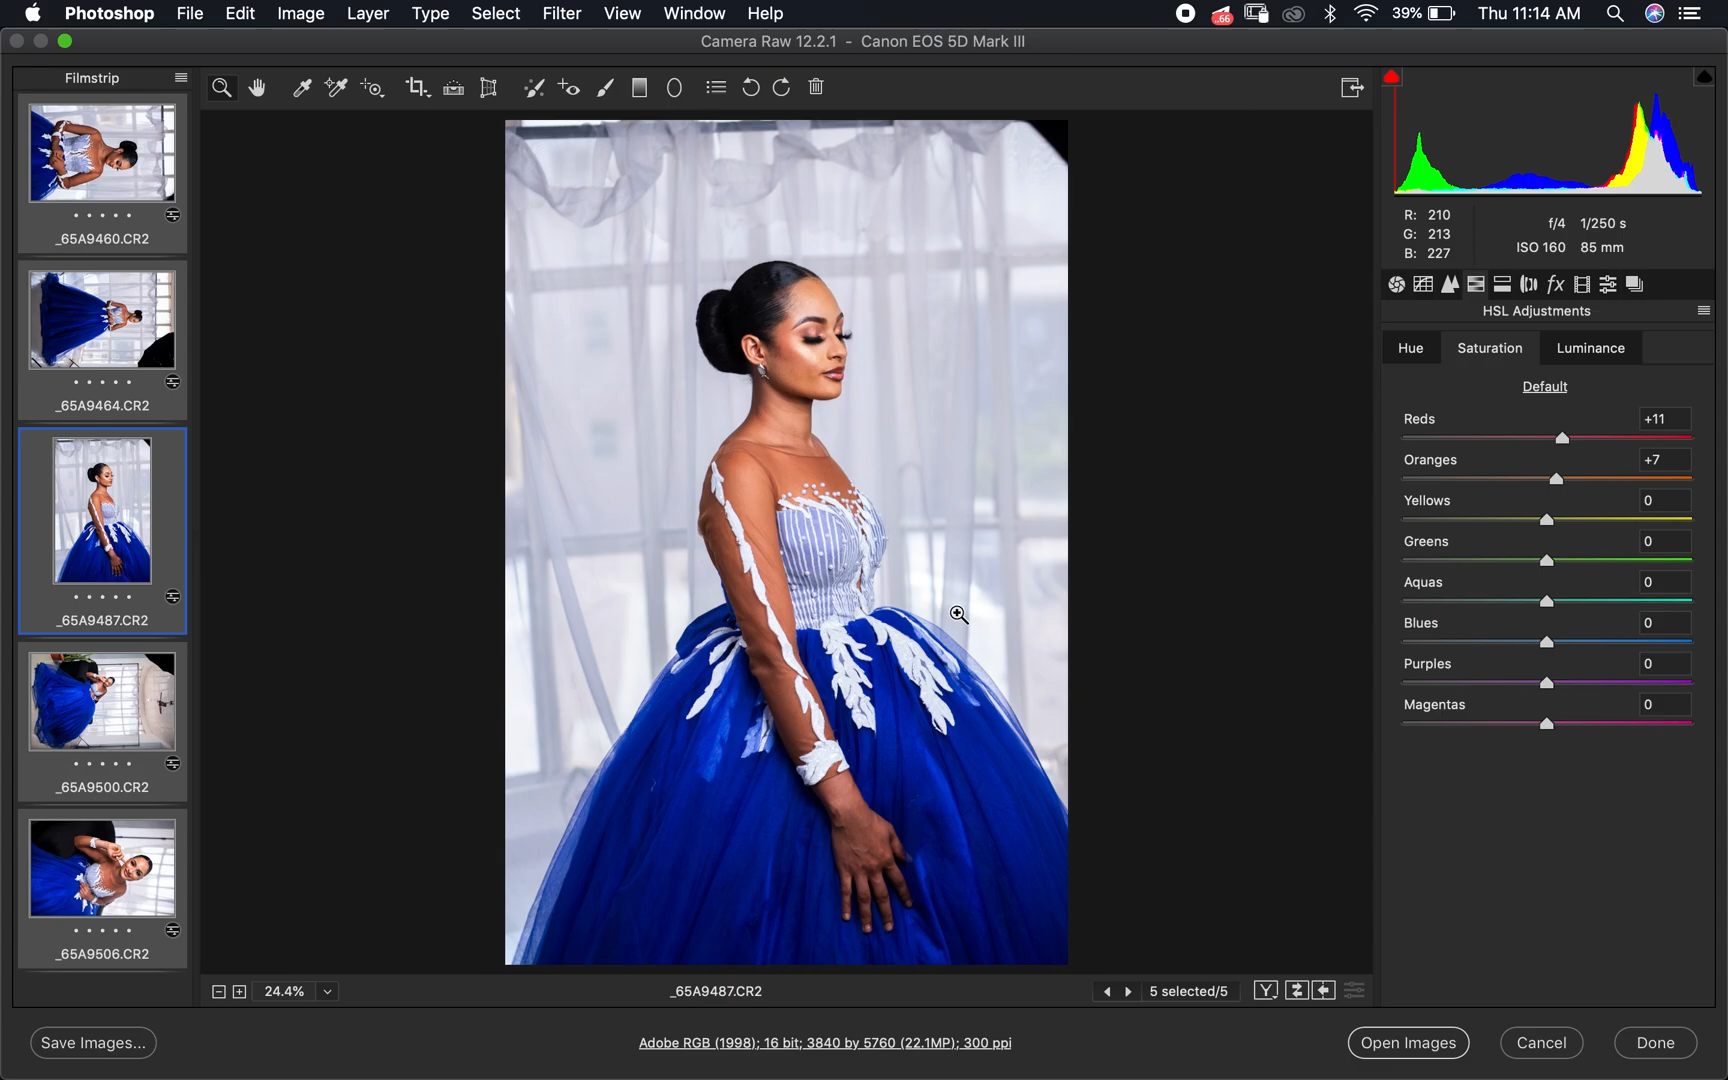 Photoshop File Edit Image Layer Type Select Filter View Window Help
.66 39% Thu 11:14 AM
Camera Raw 12.2.1 - Canon EOS 5D Mark III
Filmstrip
_65A9460.CR2
_65A9464.CR2
_65A9487.CR2
_65A9500.CR2
_65A9506.CR2
24.4%
_65A9487.CR2
5 selected/5
Y
R: 210
G: 213
B: 227
f/4 1/250 s
ISO 160 85 mm
fx
HSL Adjustments
Hue Saturation Luminance
Default
Reds +11
Oranges +7
Yellows 0
Greens 0
Aquas 0
Blues 0
Purples 0
Magentas 0
Save Images...
Adobe RGB (1998); 16 bit; 3840 by 5760 (22.1MP); 300 ppi
Open Images Cancel Done